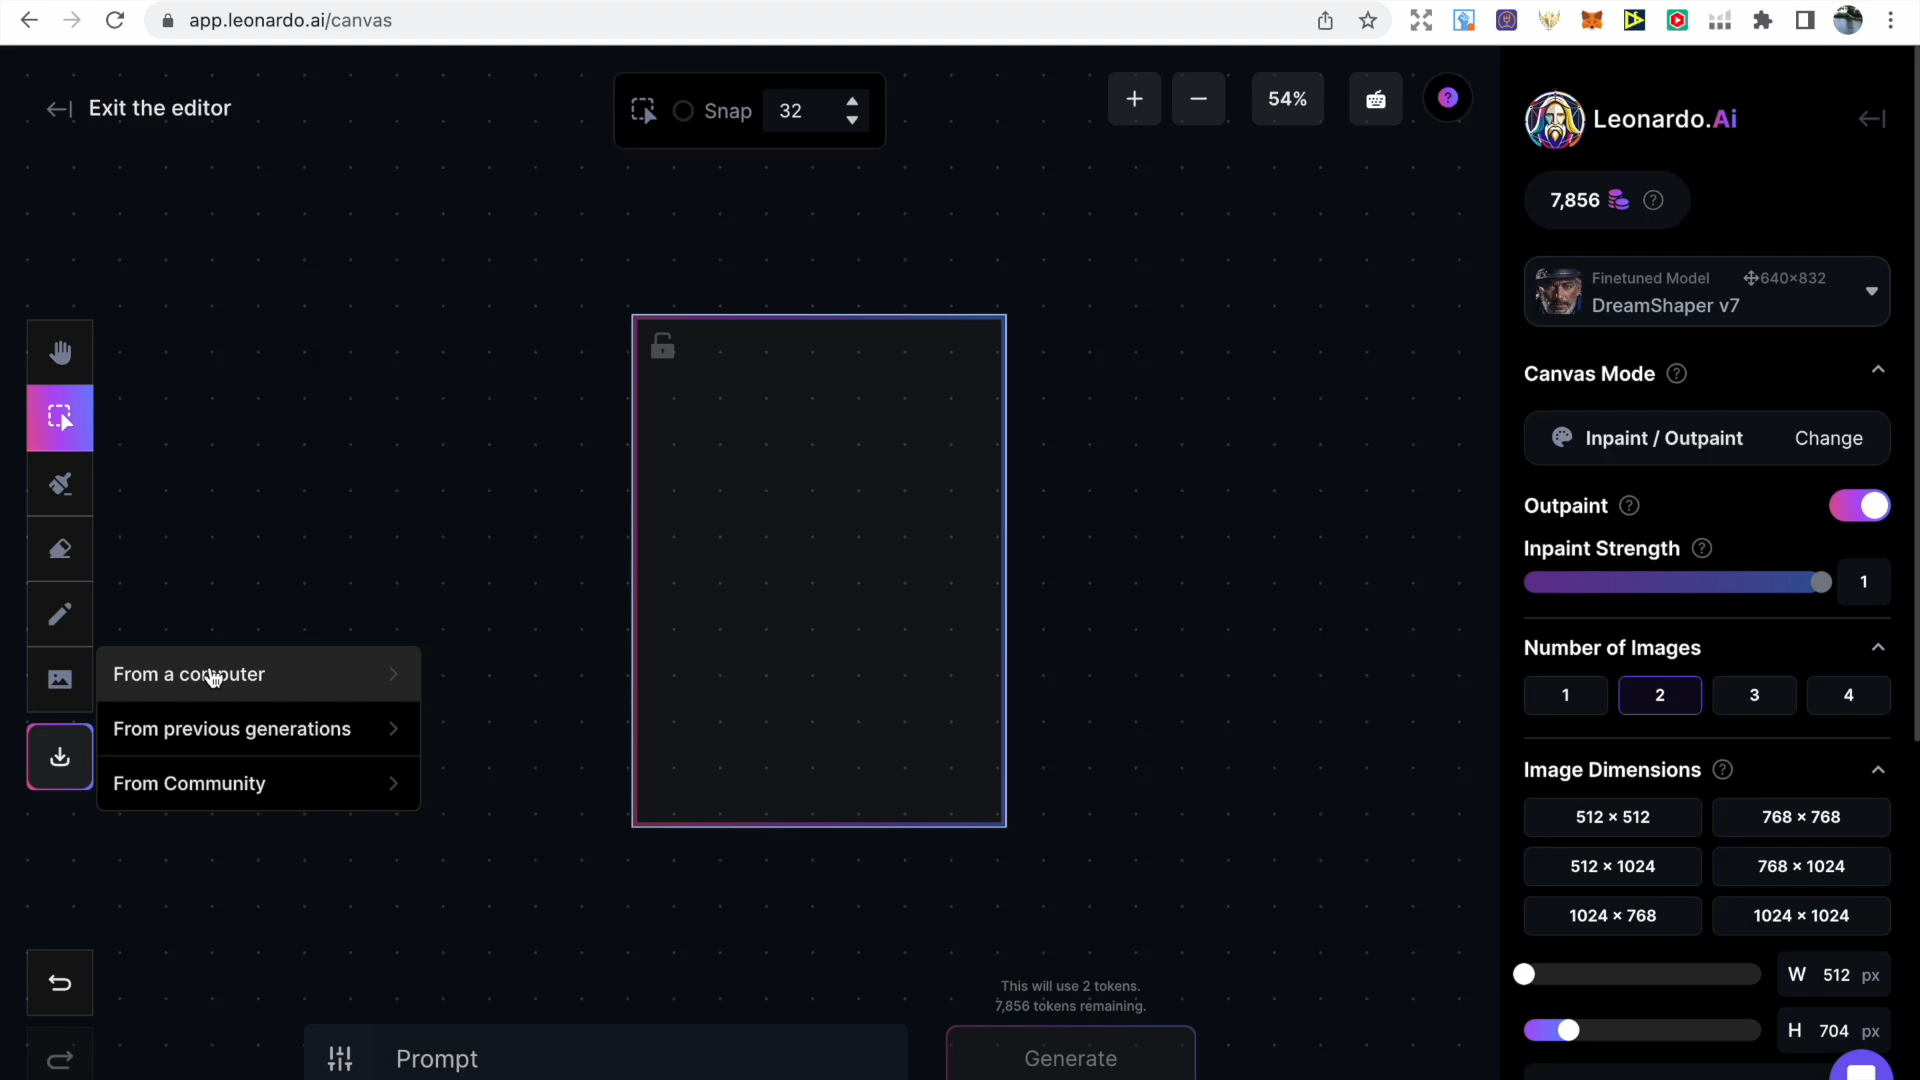 app.leonardo.ai/canvas
Exit the editor
Snap
32
54%
?
Leonardo.Ai
7,856
?
Finetuned Model
640×832
DreamShaper v7
Canvas Mode ?
Inpaint / Outpaint
Change
Outpaint ?
Inpaint Strength ?
1
Number of Images
1
2
3
4
Image Dimensions ?
512 × 512
768 × 768
512 × 1024
768 × 1024
1024 × 768
1024 × 1024
W 512 px
H 704 px
From a computer
From previous generations
From Community
This will use 2 tokens.
7,856 tokens remaining.
Prompt
Generate